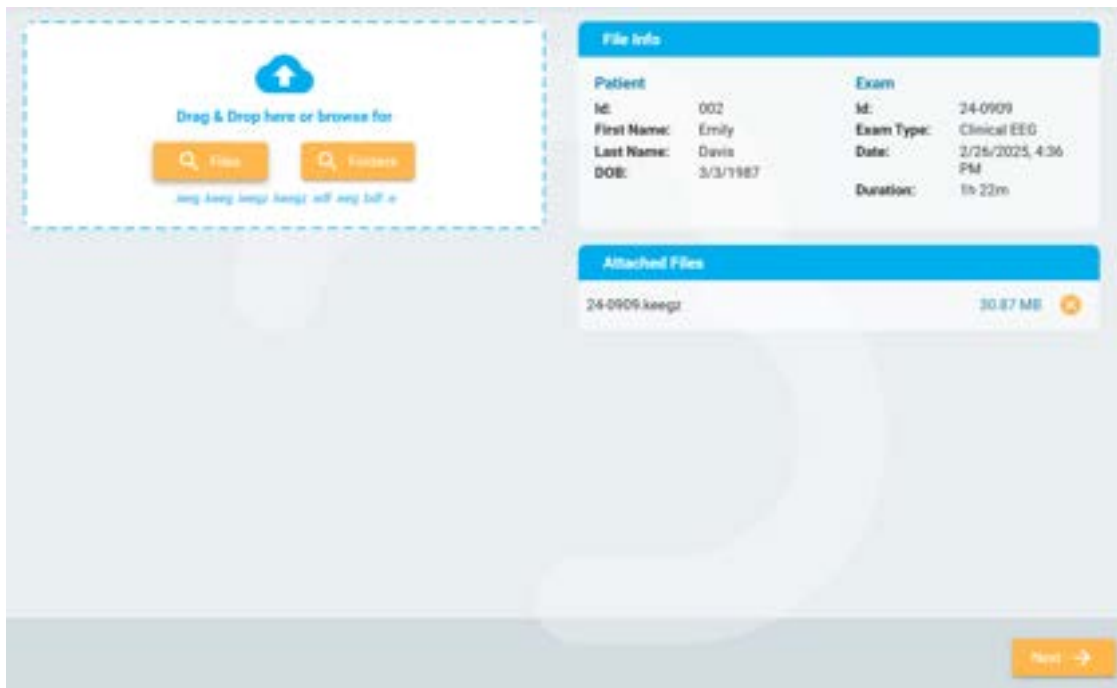 Drag & Drop here or browse for
Files
Folders
File Info
Patient
Id: 002
First Name: Emily
Last Name: Davis
DOB: 3/3/1987
Exam
Id: 24-0909
Exam Type: Clinical EEG
Date: 2/26/2025, 4:36
PM
Duration: 1h 22m
Attached Files
24-0909.keegz
30.87 MB
Next